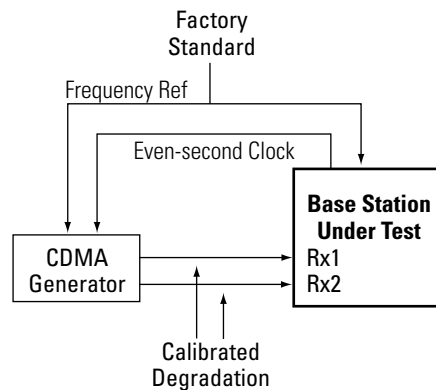 Factory
Standard
Frequency Ref
Even-second Clock
Base Station
Under Test
Rx1
Rx2
CDMA
Generator
Calibrated
Degradation